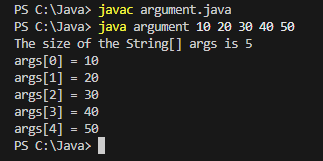 PS C:\Java> javac argument.java
PS C:\Java> java argument 10 20 30 40 50
The size of the String[] args is 5
args[0] = 10
args[1] = 20
args[2] = 30
args[3] = 40
args[4] = 50
PS C:\Java>